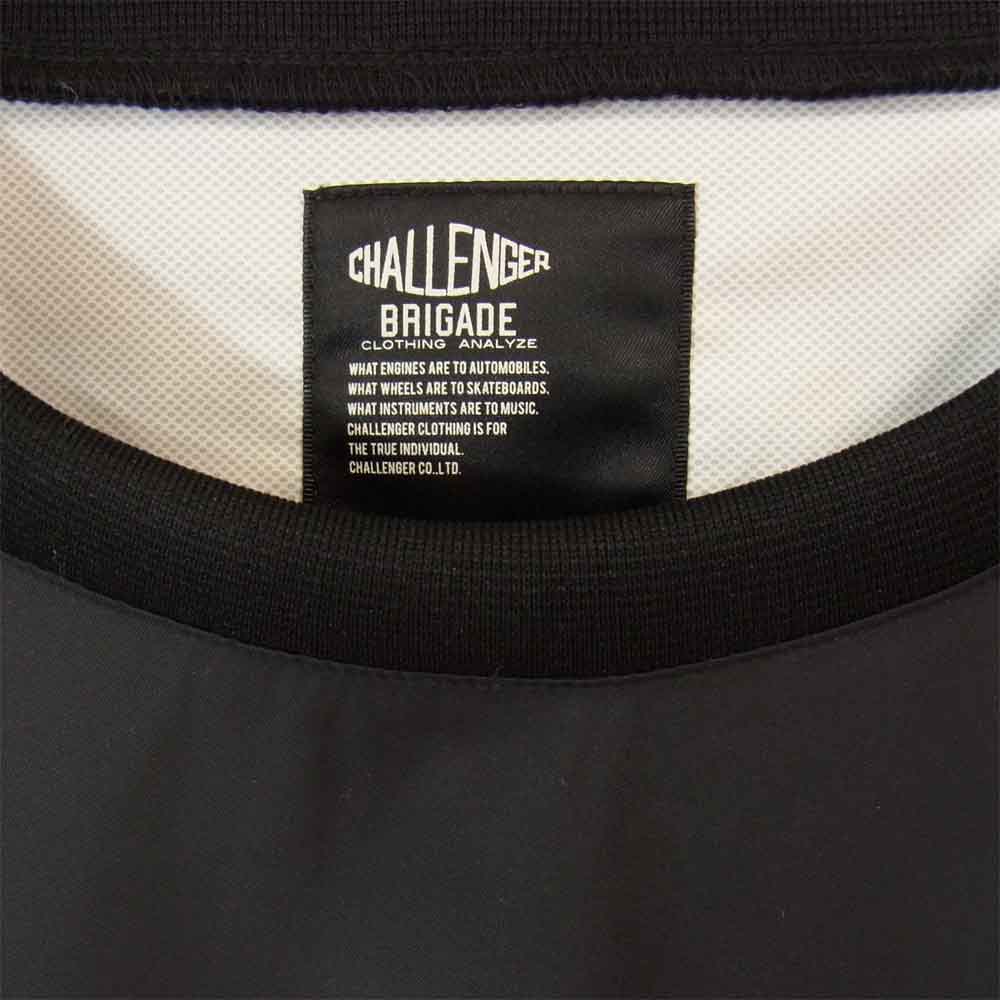 CHALLENGER
BRIGADE
CLOTHING ANALYZE
WHAT ENGINES ARE TO AUTOMOBILES.
WHAT WHEELS ARE TO SKATEBOARDS.
WHAT INSTRUMENTS ARE TO MUSIC.
CHALLENGER CLOTHING IS FOR
THE TRUE INDIVIDUAL.
CHALLENGER CO.,LTD.